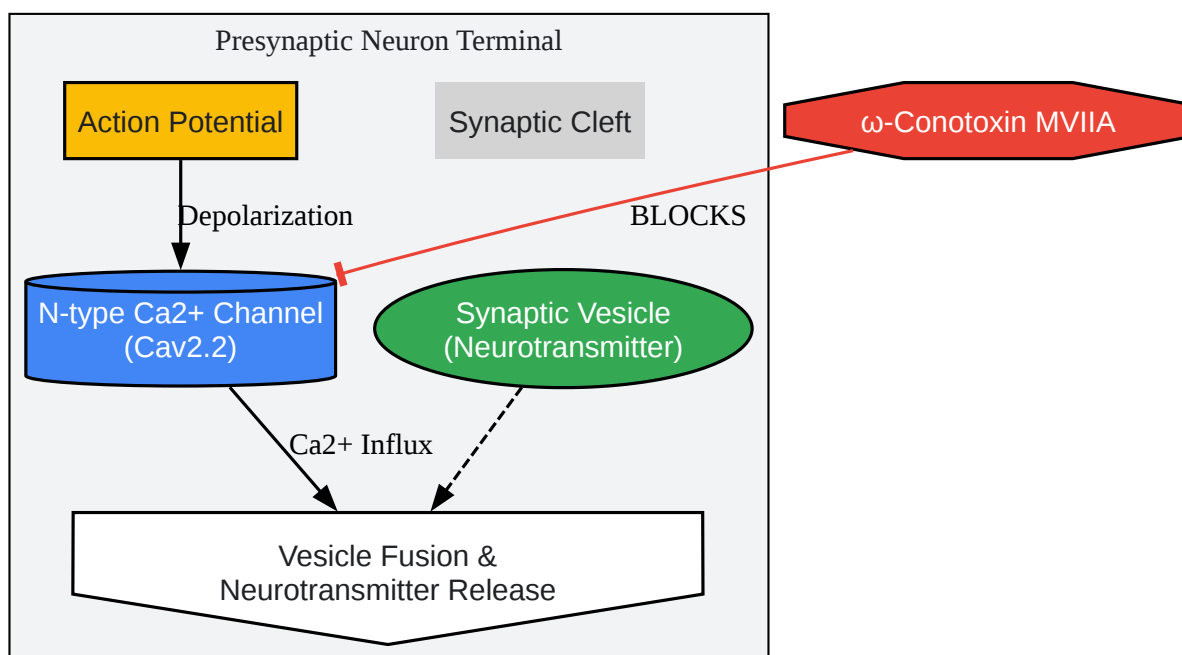 Presynaptic Neuron Terminal
Action Potential
Synaptic Cleft
ω-Conotoxin MVIIA
Depolarization
BLOCKS
N-type Ca2+ Channel
(Cav2.2)
Synaptic Vesicle
(Neurotransmitter)
Ca2+ Influx
Vesicle Fusion &
Neurotransmitter Release